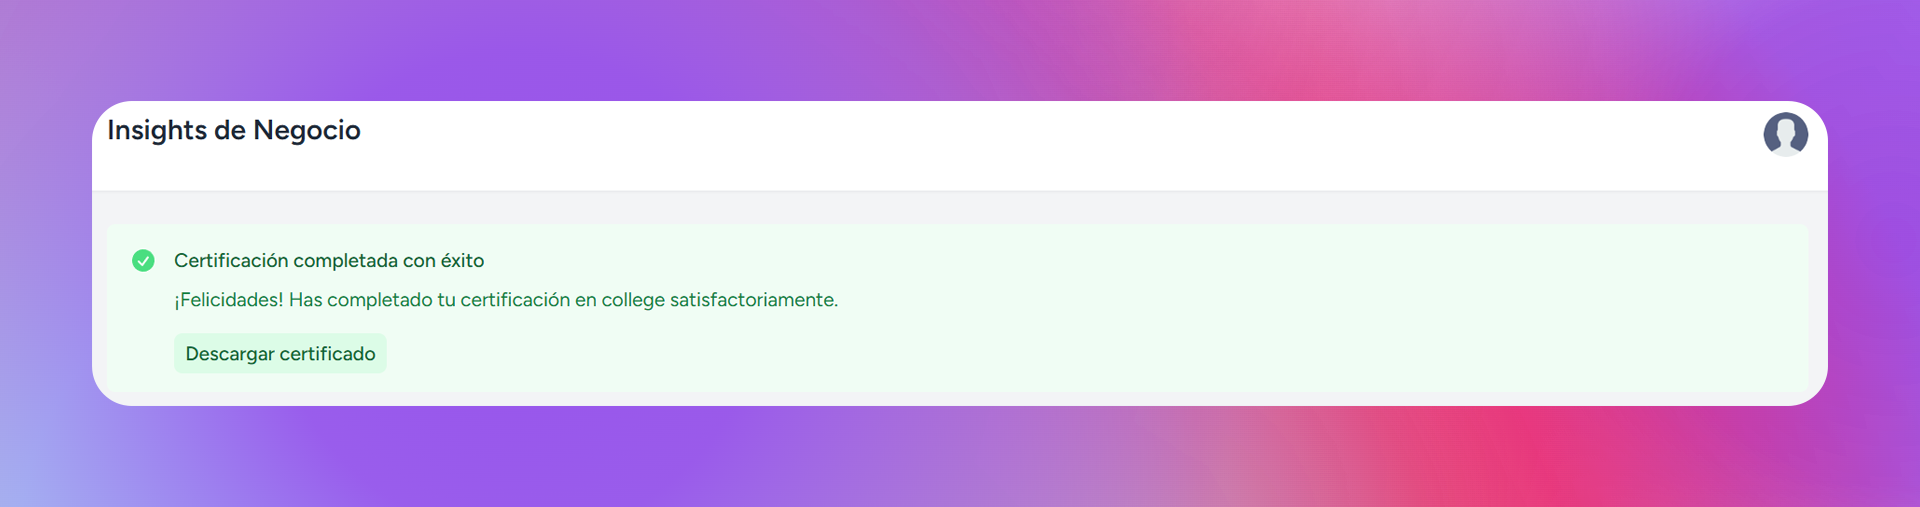 Insights de Negocio
Certificación completada con éxito
¡Felicidades! Has completado tu certificación en college satisfactoriamente.
Descargar certificado